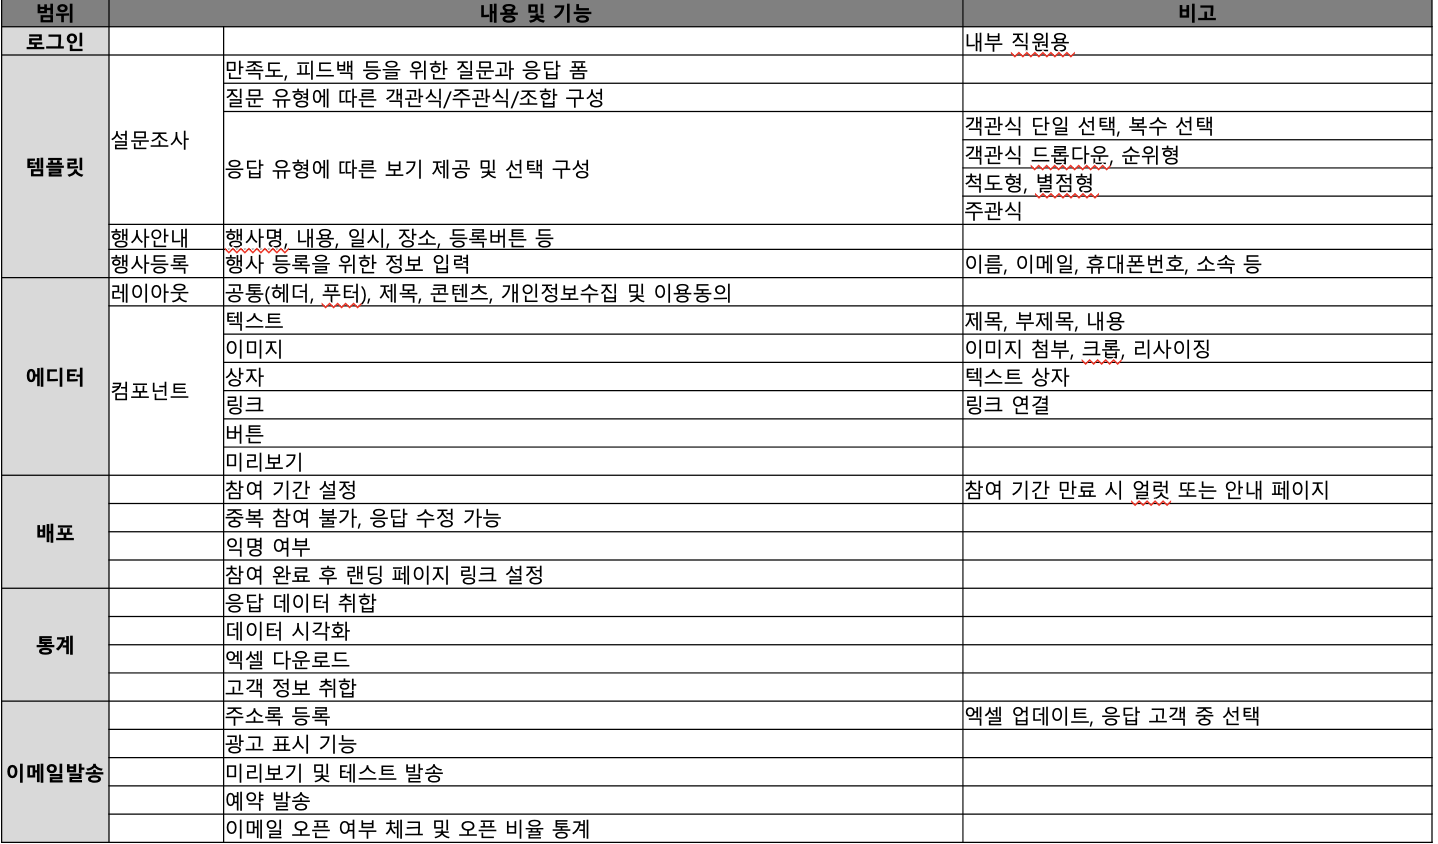 범위 내용 및 기능 비고
로그인 내부 직원용
템플릿 설문조사 만족도, 피드백 등을 위한 질문과 응답 폼
질문 유형에 따른 객관식/주관식/조합 구성
응답 유형에 따른 보기 제공 및 선택 구성 객관식 단일 선택, 복수 선택
객관식 드롭다운, 순위형
척도형, 별점형
주관식
행사안내 행사명, 내용, 일시, 장소, 등록버튼 등
행사등록 행사 등록을 위한 정보 입력 이름, 이메일, 휴대폰번호, 소속 등
에디터 레이아웃 공통(헤더, 푸터), 제목, 콘텐츠, 개인정보수집 및 이용동의
컴포넌트 텍스트 제목, 부제목, 내용
이미지 이미지 첨부, 크롭, 리사이징
상자 텍스트 상자
링크 링크 연결
버튼
미리보기
배포 참여 기간 설정 참여 기간 만료 시 얼럿 또는 안내 페이지
중복 참여 불가, 응답 수정 가능
익명 여부
참여 완료 후 랜딩 페이지 링크 설정
통계 응답 데이터 취합
데이터 시각화
엑셀 다운로드
고객 정보 취합
이메일발송 주소록 등록 엑셀 업데이트, 응답 고객 중 선택
광고 표시 기능
미리보기 및 테스트 발송
예약 발송
이메일 오픈 여부 체크 및 오픈 비율 통계